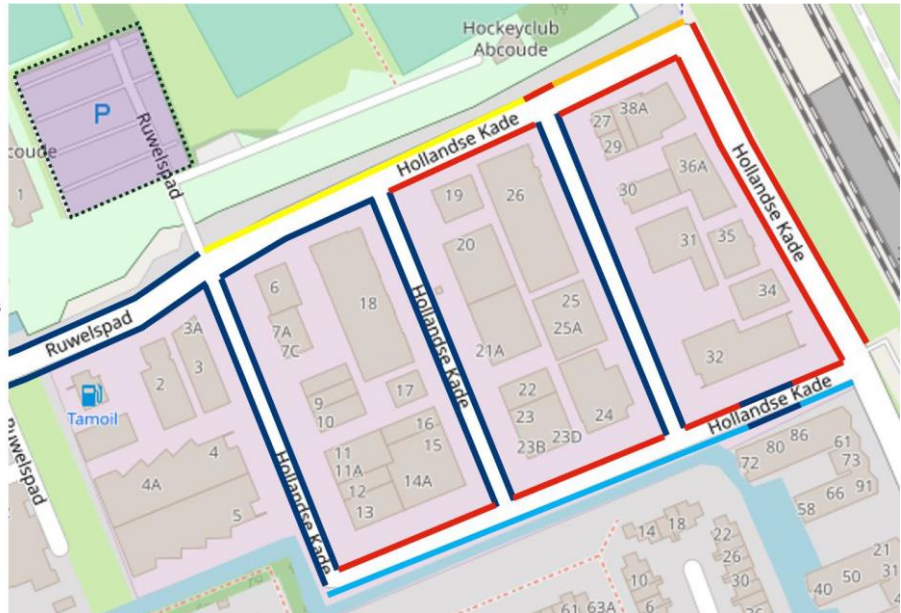 Hockeyclub
Abcoude
P
coude
1
Ruwelspad
38A
27
29
Hollandse Kade
36A
Hollandse Kade
30
19
26
31
35
20
34
6
18
25
25A
7A
7C
Hollandse Kade
21A
32
Ruwelspad
3A
3
2
Tamoil
17
22
23
24
Hollandse Kade
9
10
16
15
23B
23D
11
11A
14A
12
13
4
4A
5
Hollandse Kade
Ruwelspad
86
80
72
61
73
91
66
58
14
18
22
26
30
10
6
21
31
50
40
61
63A